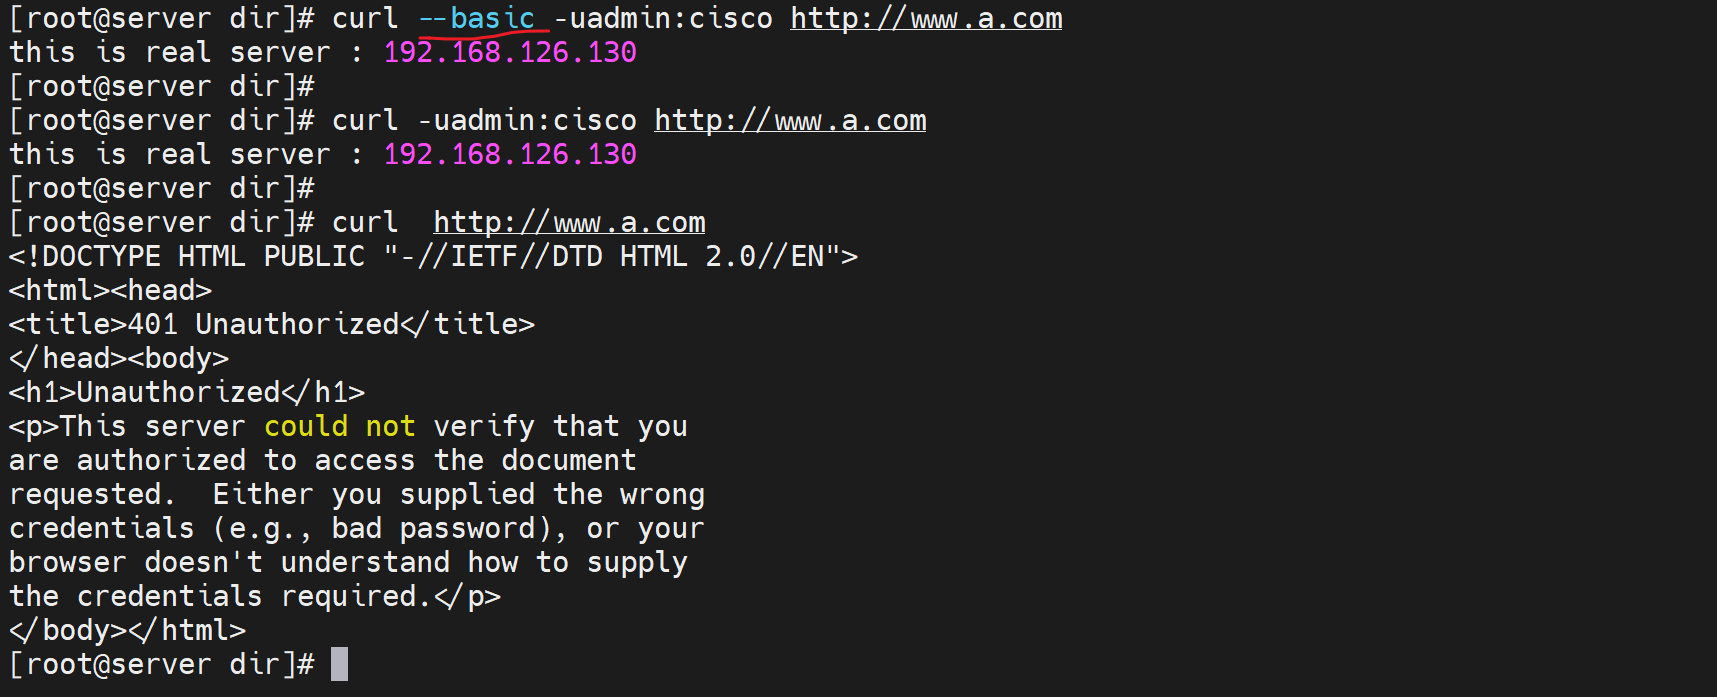 [root@server dir]# curl --basic -uadmin:cisco http://www.a.com
this is real server : 192.168.126.130
[root@server dir]#
[root@server dir]# curl -uadmin:cisco http://www.a.com
this is real server : 192.168.126.130
[root@server dir]#
[root@server dir]# curl  http://www.a.com
<!DOCTYPE HTML PUBLIC "-//IETF//DTD HTML 2.0//EN">
<html><head>
<title>401 Unauthorized</title>
</head><body>
<h1>Unauthorized</h1>
<p>This server could not verify that you
are authorized to access the document
requested.  Either you supplied the wrong
credentials (e.g., bad password), or your
browser doesn't understand how to supply
the credentials required.</p>
</body></html>
[root@server dir]#